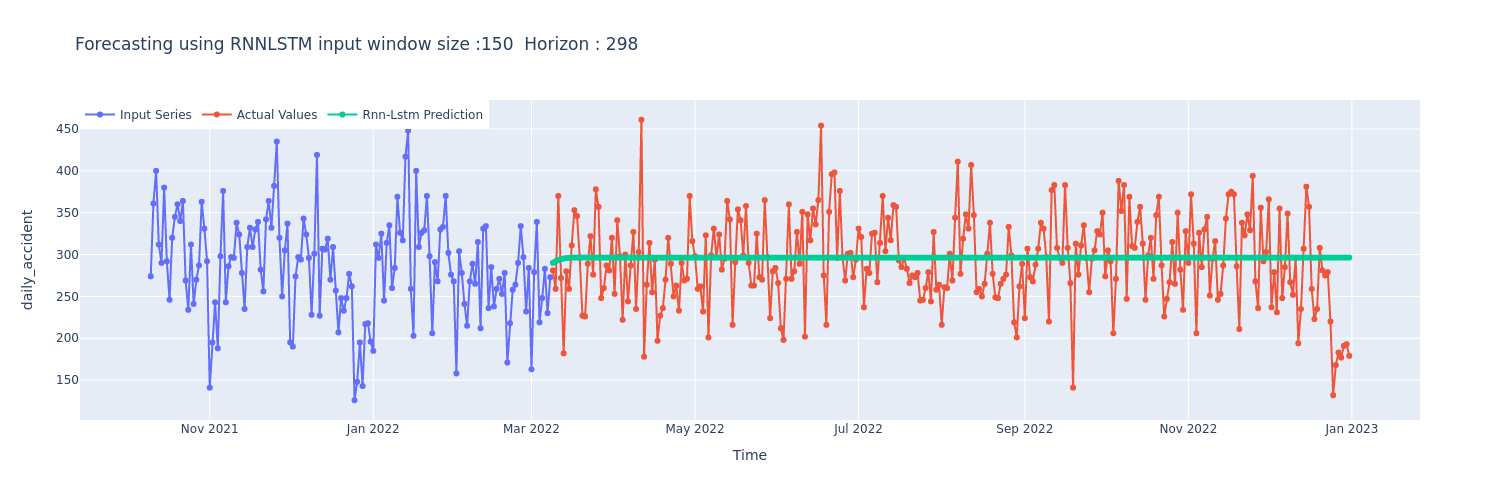 Forecasting using RNNLSTM input window size :150  Horizon : 298
Input Series
Actual Values
Rnn-Lstm Prediction
450
400
350
300
250
200
150
daily_accident
Nov 2021
Jan 2022
Mar 2022
May 2022
Jul 2022
Sep 2022
Nov 2022
Jan 2023
Time